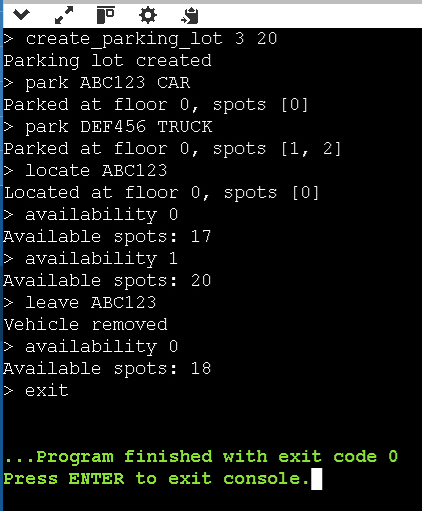 > create_parking_lot 3 20
Parking lot created
> park ABC123 CAR
Parked at floor 0, spots [0]
> park DEF456 TRUCK
Parked at floor 0, spots [1, 2]
> locate ABC123
Located at floor 0, spots [0]
> availability 0
Available spots: 17
> availability 1
Available spots: 20
> leave ABC123
Vehicle removed
> availability 0
Available spots: 18
> exit
...Program finished with exit code 0
Press ENTER to exit console.